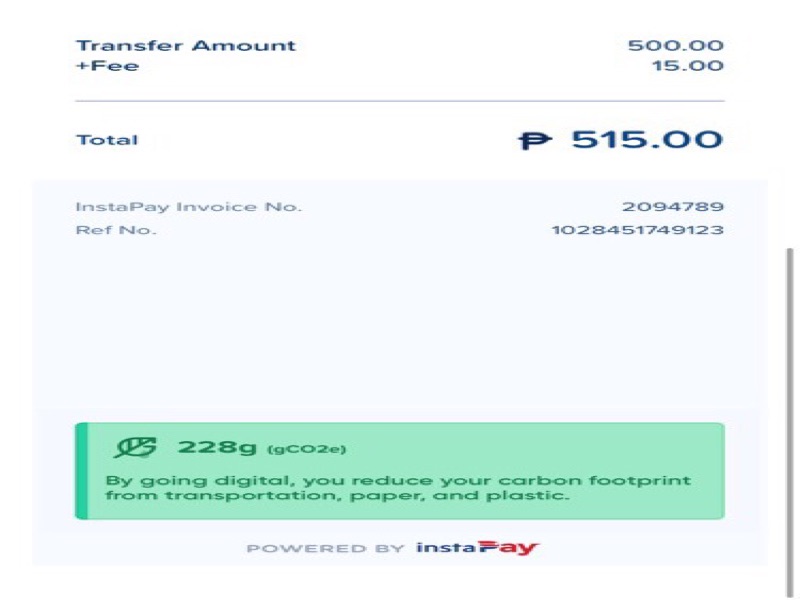 Transfer Amount 500.00
+Fee 15.00
Total ₱ 515.00
InstaPay Invoice No. 2094789
Ref No. 1028451749123
228g (gCO2e)
By going digital, you reduce your carbon footprint
from transportation, paper, and plastic.
POWERED BY instaPay